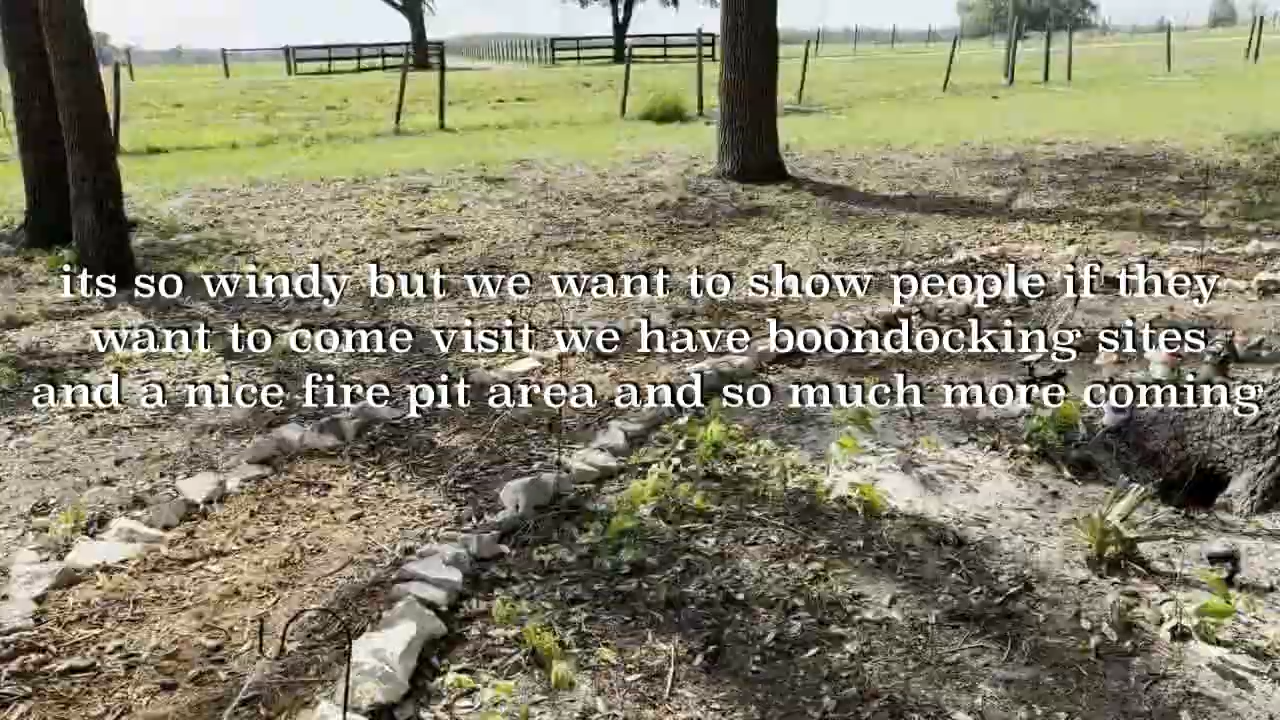 its so windy but we want to show people if they
want to come visit we have boondocking sites
and a nice fire pit area and so much more coming